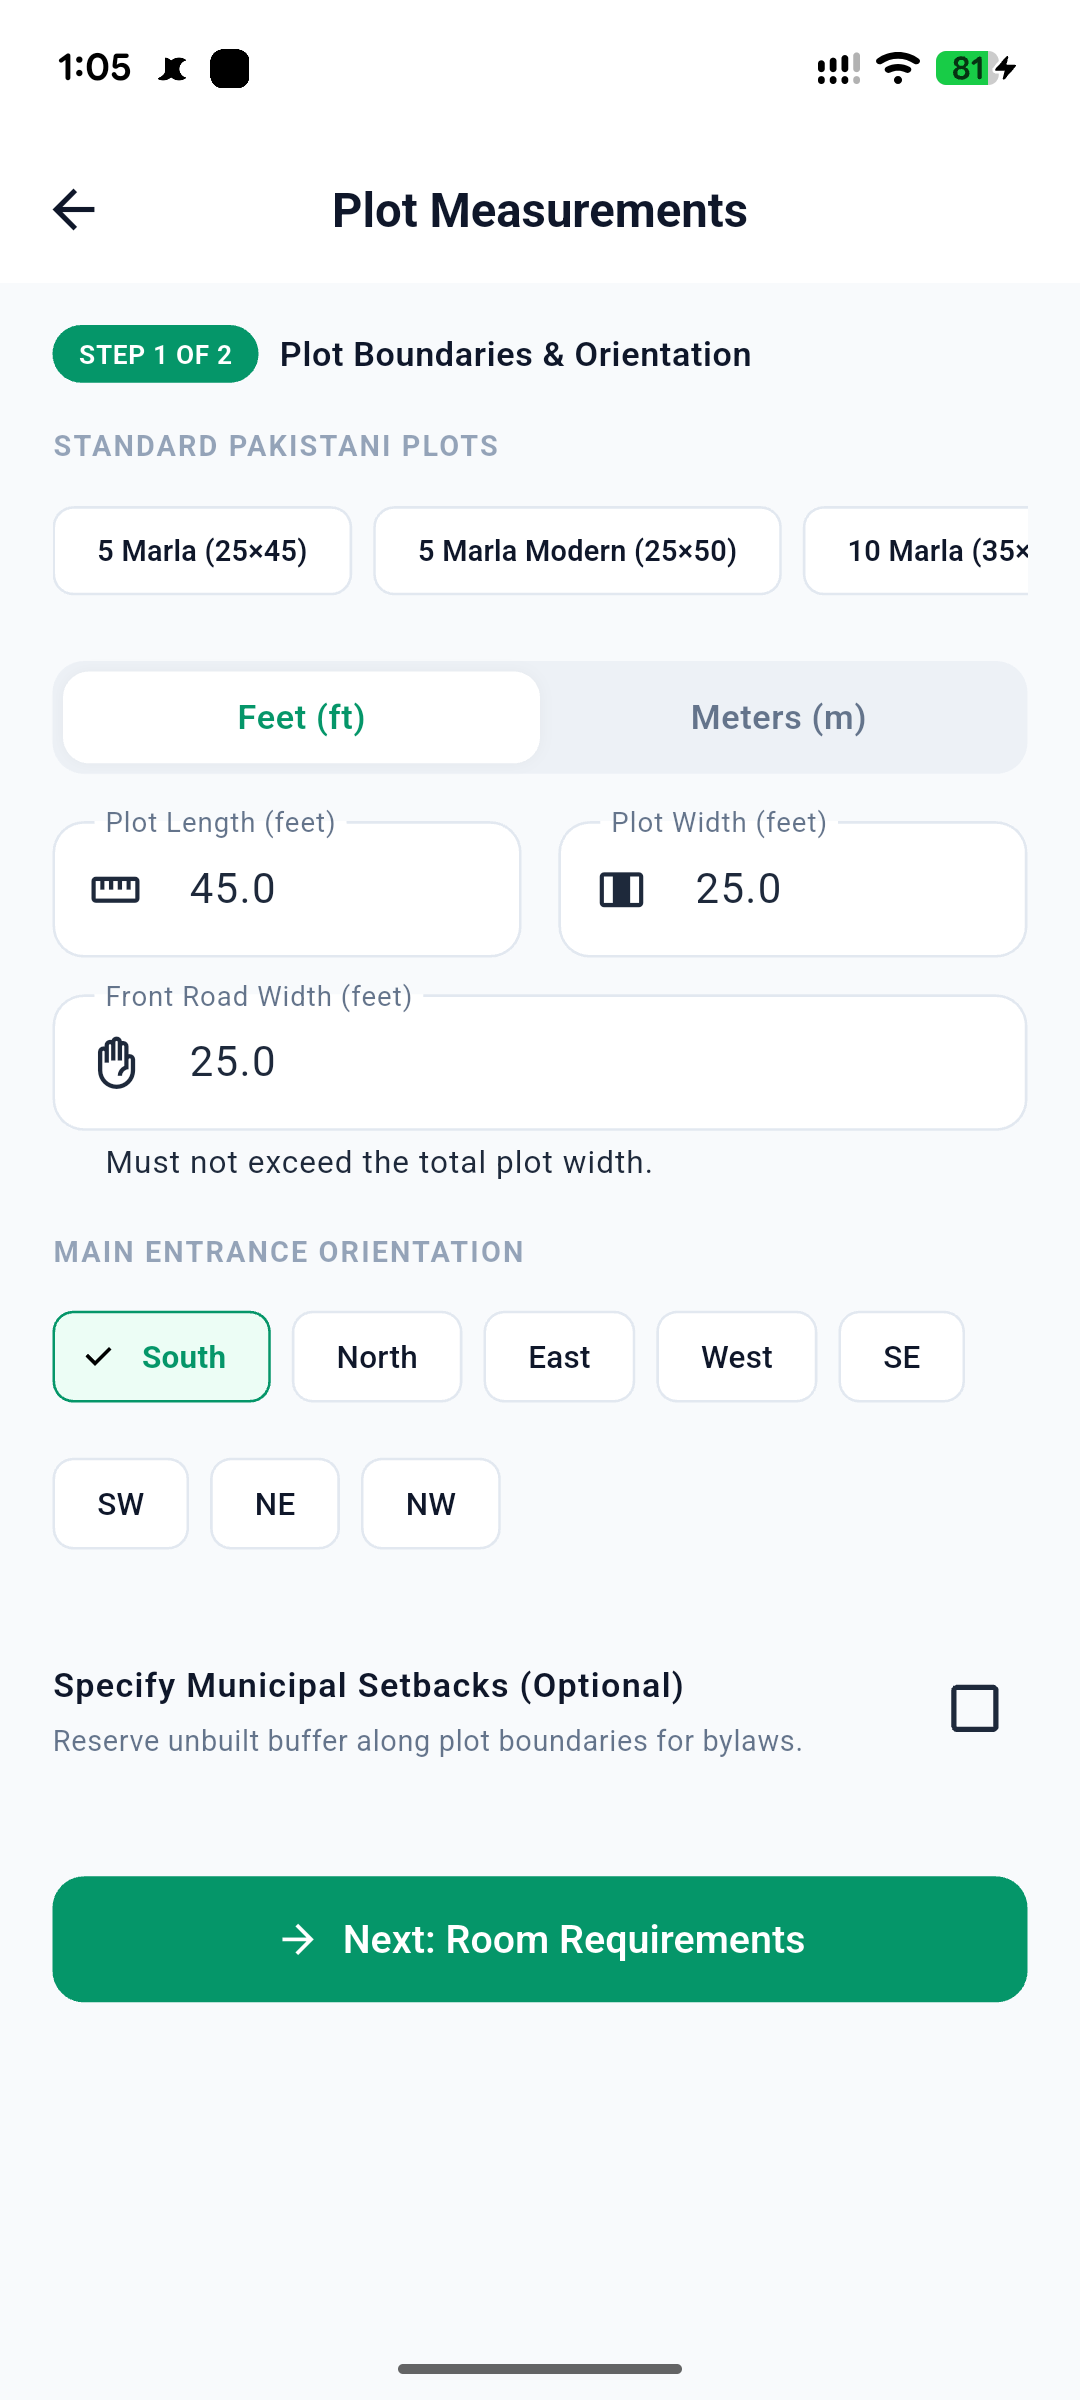 1:05
81
Plot Measurements
STEP 1 OF 2 Plot Boundaries & Orientation
STANDARD PAKISTANI PLOTS
5 Marla (25×45) 5 Marla Modern (25×50) 10 Marla (35×
Feet (ft) Meters (m)
Plot Length (feet) Plot Width (feet)
45.0 25.0
Front Road Width (feet)
25.0
Must not exceed the total plot width.
MAIN ENTRANCE ORIENTATION
South North East West SE
SW NE NW
Specify Municipal Setbacks (Optional)
Reserve unbuilt buffer along plot boundaries for bylaws.
Next: Room Requirements